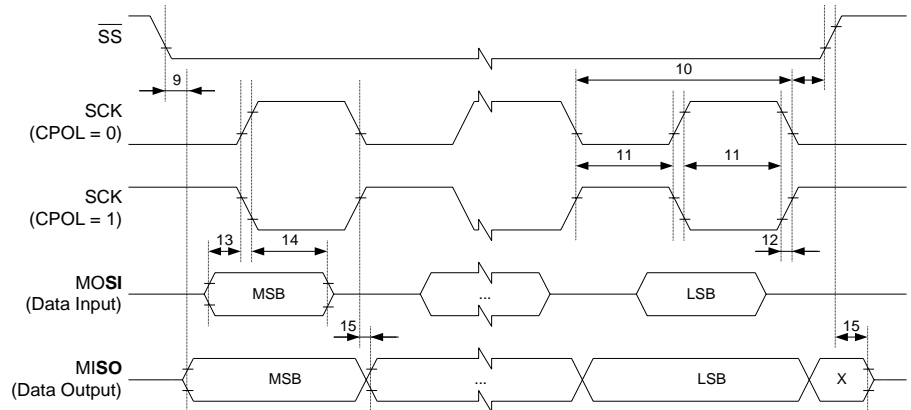 SS
9
10
SCK
(CPOL = 0)
11 11
SCK
(CPOL = 1)
13 14 12
MOSI
(Data Input)
MSB ... LSB
15 15
MISO
(Data Output)
MSB ... LSB X